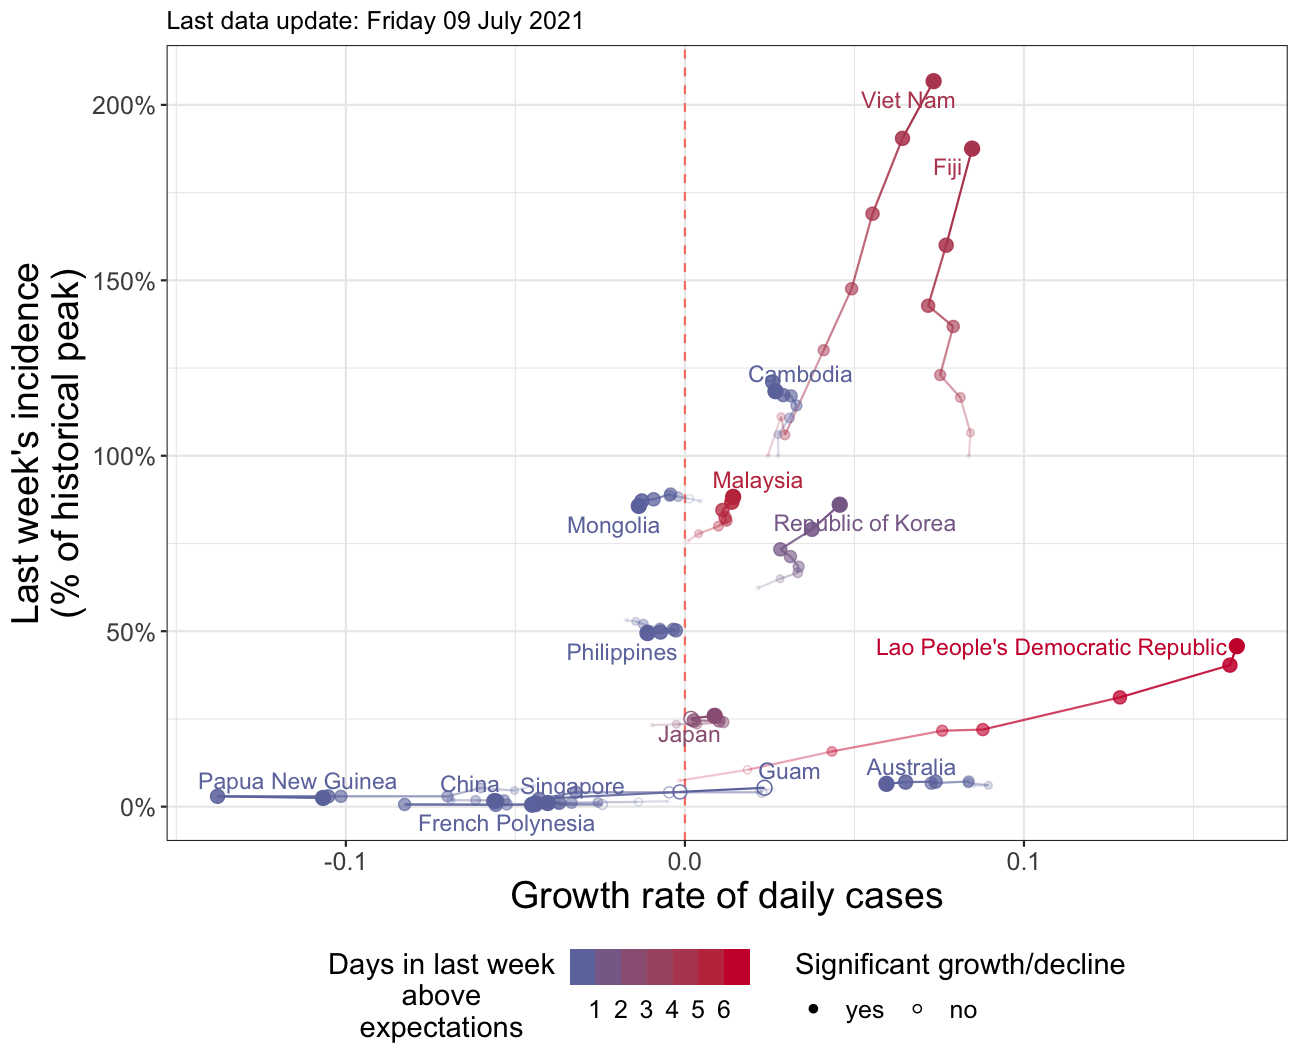 Last data update: Friday 09 July 2021
Last week's incidence
(% of historical peak)
200%
150%
100%
50%
0%
Viet Nam
Fiji
Cambodia
Malaysia
Mongolia
Republic of Korea
Philippines
Lao People's Democratic Republic
Japan
Guam
Australia
Papua New Guinea
China
Singapore
French Polynesia
-0.1
0.0
0.1
Growth rate of daily cases
Days in last week
above
expectations
1 2 3 4 5 6
Significant growth/decline
yes
no